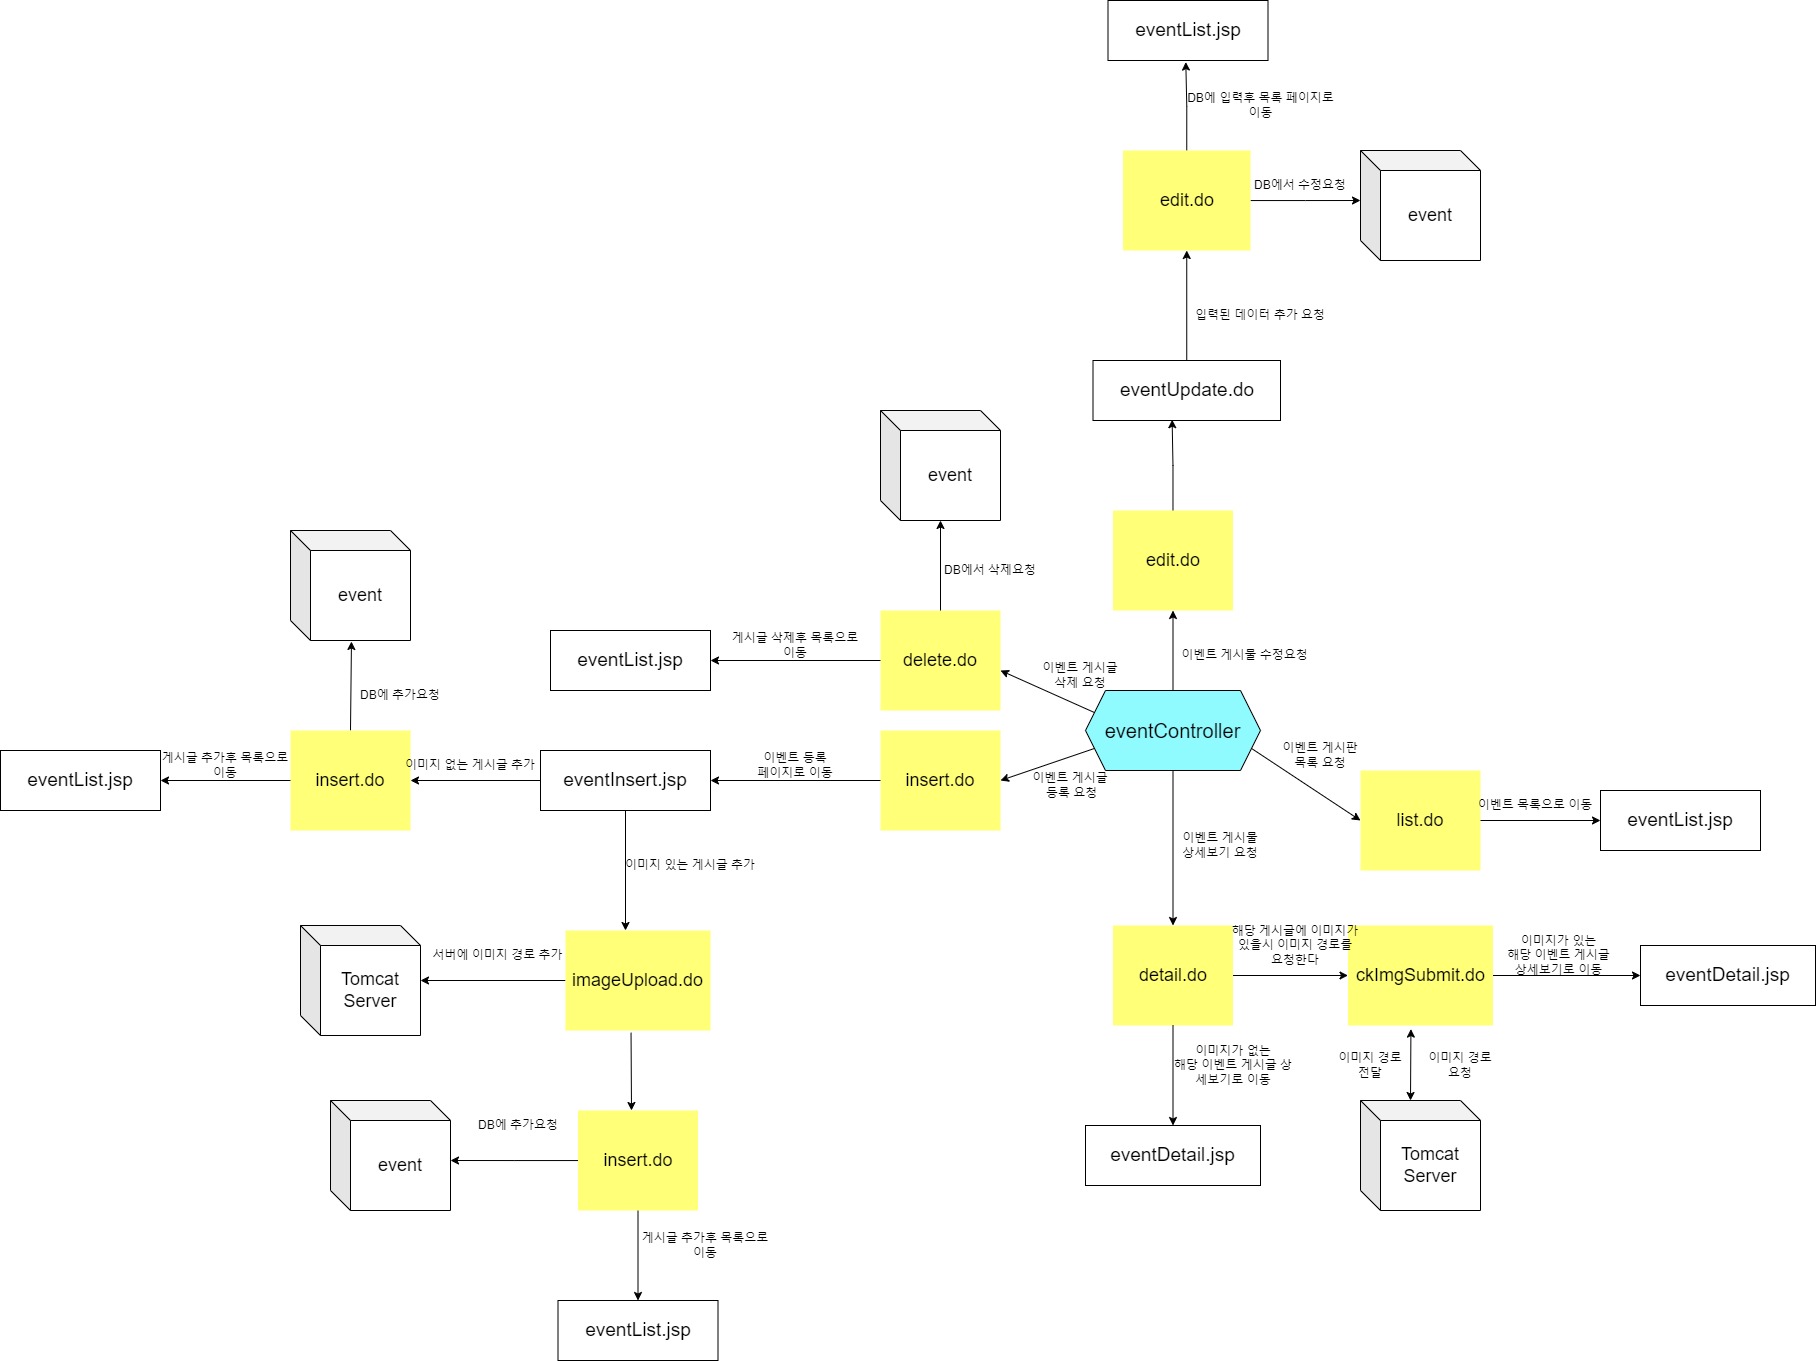 eventList.jsp
DB에 입력후 목록 페이지로
이동
edit.do
DB에서 수정요청
event
입력된 데이터 추가 요청
eventUpdate.do
event
edit.do
DB에서 삭제요청
event
이벤트 게시물 수정요청
eventList.jsp
게시글 삭제후 목록으로
이동
delete.do
이벤트 게시글
삭제 요청
DB에 추가요청
eventController
eventList.jsp
게시글 추가후 목록으로
이동
insert.do
이미지 없는 게시글 추가
eventInsert.jsp
이벤트 등록
페이지로 이동
insert.do
이벤트 게시글
등록 요청
이벤트 게시판
목록 요청
list.do
이벤트 목록으로 이동
eventList.jsp
이벤트 게시물
상세보기 요청
이미지 있는 게시글 추가
Tomcat
Server
서버에 이미지 경로 추가
imageUpload.do
detail.do
해당 게시글에 이미지가
있을시 이미지 경로를
요청한다
ckImgSubmit.do
이미지가 있는
해당 이벤트 게시글
상세보기로 이동
eventDetail.jsp
이미지가 없는
해당 이벤트 게시글 상
세보기로 이동
이미지 경로
전달
이미지 경로
요청
event
DB에 추가요청
insert.do
eventDetail.jsp
Tomcat
Server
게시글 추가후 목록으로
이동
eventList.jsp